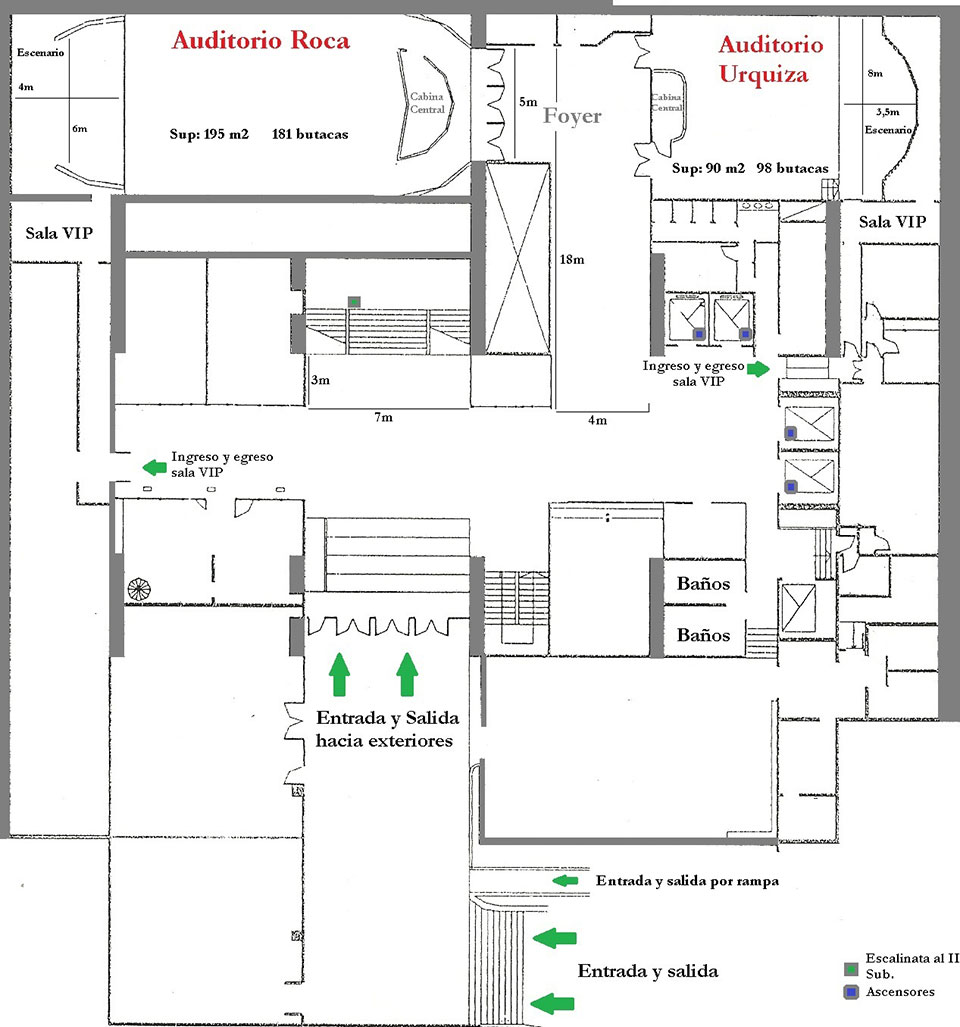 Auditorio Roca
Escenario
4m
6m
Cabina
Central
Sup: 195 m2   181 butacas
5m
Foyer
18m
Auditorio
Urquiza
Cabina
Central
Sup: 90 m2   98 butacas
8m
3,5m
Escenario
Sala VIP
Sala VIP
3m
7m
4m
Ingreso y egreso
sala VIP
Ingreso y egreso
sala VIP
Baños
Baños
Entrada y Salida
hacia exteriores
Entrada y salida por rampa
Entrada y salida
Escalinata al II
Sub.
Ascensores